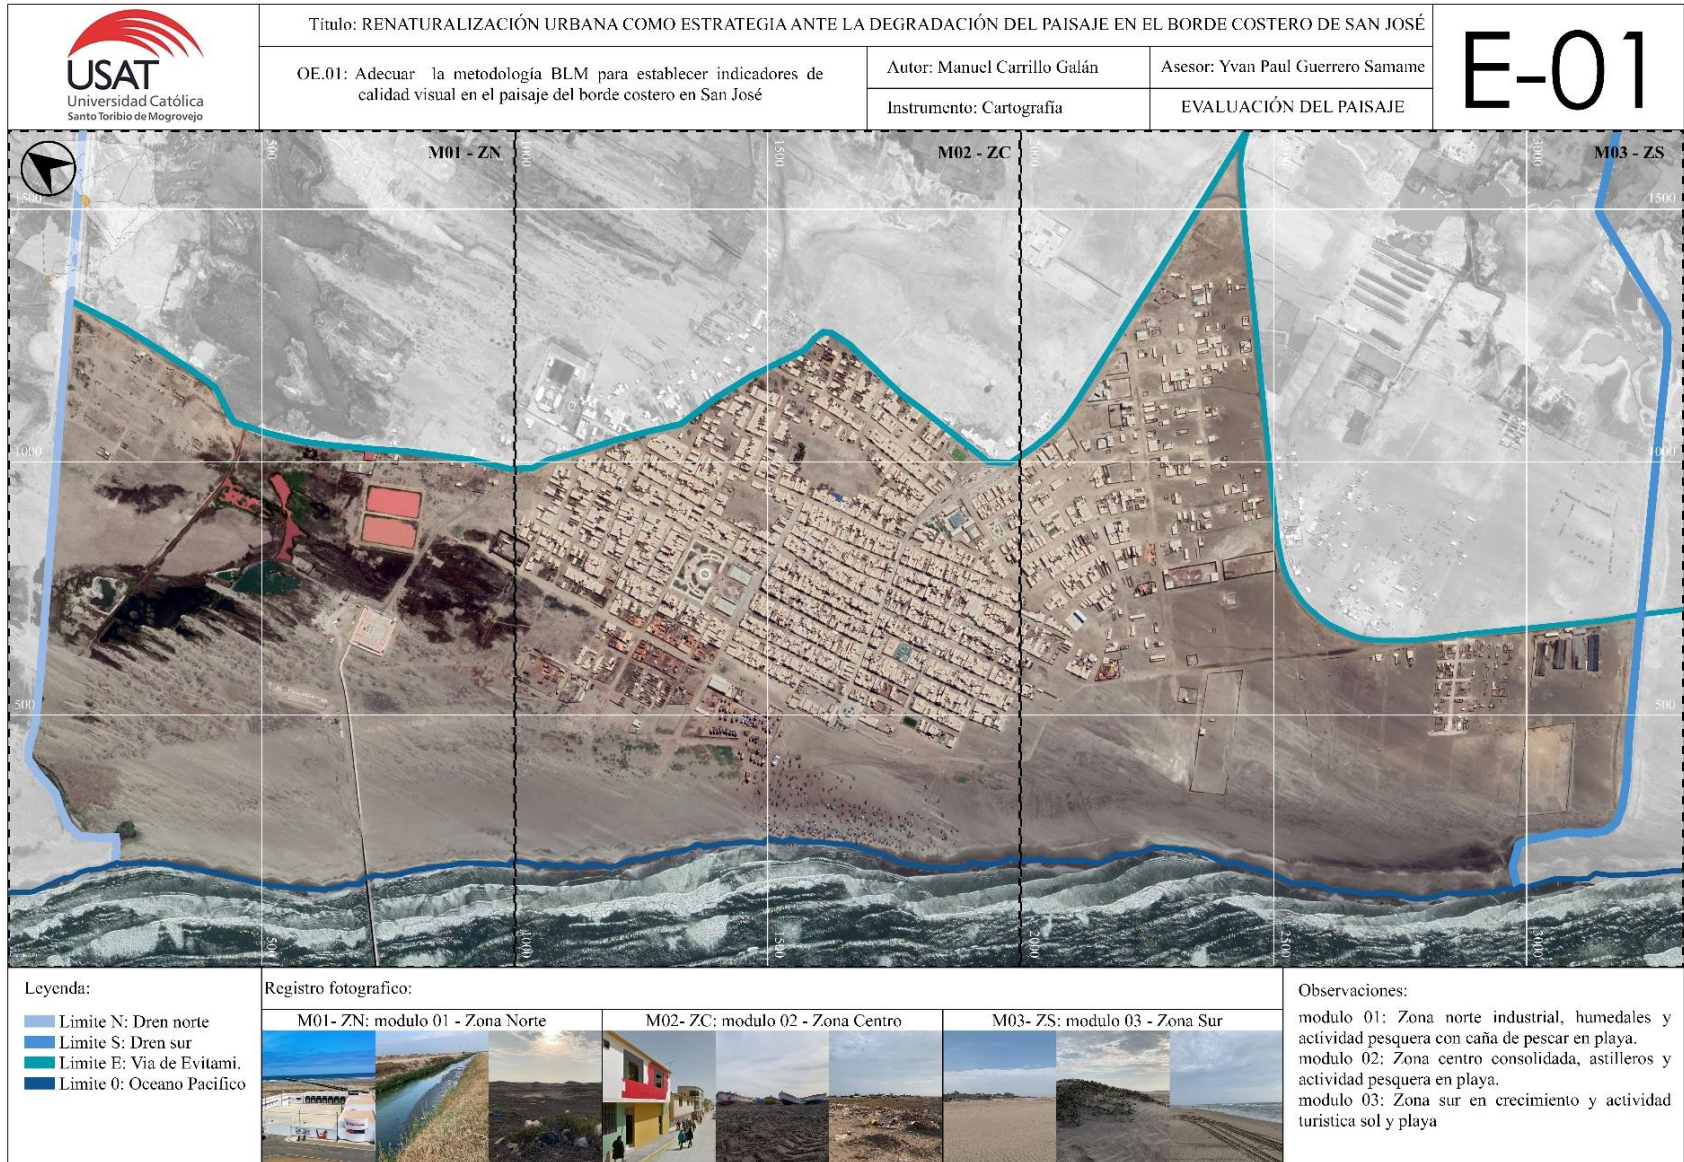 USAT
Universidad Católica
Santo Toribio de Mogrovejo
Título: RENATURALIZACIÓN URBANA COMO ESTRATEGIA ANTE LA DEGRADACIÓN DEL PAISAJE EN EL BORDE COSTERO DE SAN JOSÉ
OE.01: Adecuar la metodología BLM para establecer indicadores de
calidad visual en el paisaje del borde costero en San José
Autor: Manuel Carrillo Galán
Asesor: Yvan Paul Guerrero Samame
Instrumento: Cartografía
EVALUACIÓN DEL PAISAJE
E-01
M01 - ZN
M02 - ZC
M03 - ZS
500
1000
1500
2000
2500
3000
1500
1500
1000
1000
500
500
500
1000
1500
2000
2500
3000
Leyenda:
Limite N: Dren norte
Limite S: Dren sur
Limite E: Via de Evitami.
Limite 0: Oceano Pacifico
Registro fotografico:
M01- ZN: modulo 01 - Zona Norte
M02- ZC: modulo 02 - Zona Centro
M03- ZS: modulo 03 - Zona Sur
Observaciones:
modulo 01: Zona norte industrial, humedales y
actividad pesquera con caña de pescar en playa.
modulo 02: Zona centro consolidada, astilleros y
actividad pesquera en playa.
modulo 03: Zona sur en crecimiento y actividad
turística sol y playa